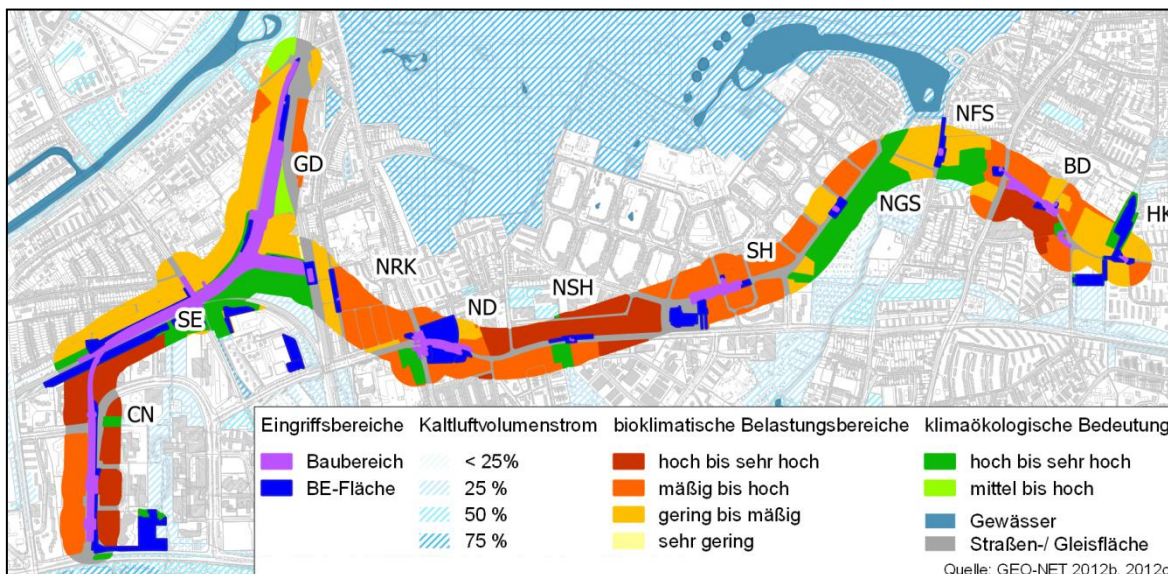 NFS
GD
BD
HK
NGS
NRK
SH
NSH
ND
SE
CN
Eingriffsbereiche
Baubereich
BE-Fläche
Kaltluftvolumenstrom
< 25%
25 %
50 %
75 %
bioklimatische Belastungsbereiche
hoch bis sehr hoch
mäßig bis hoch
gering bis mäßig
sehr gering
klimaökologische Bedeutung
hoch bis sehr hoch
mittel bis hoch
Gewässer
Straßen-/ Gleisfläche
Quelle: GEO-NET 2012b, 2012c